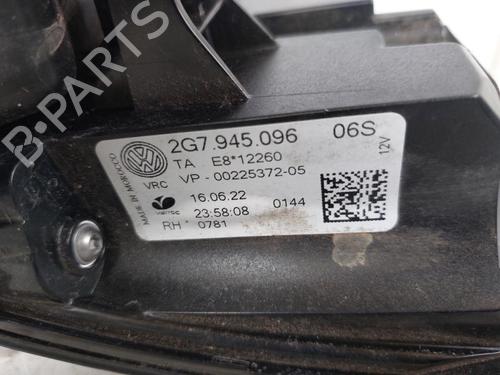 B-PARTS
2G7.945.096 06S
TA E8*12260
VRC VP - 00225372-05
12V
MADE IN MOROCCO
16.06.22
Valeo 23:58:08 0144
RH * 0781